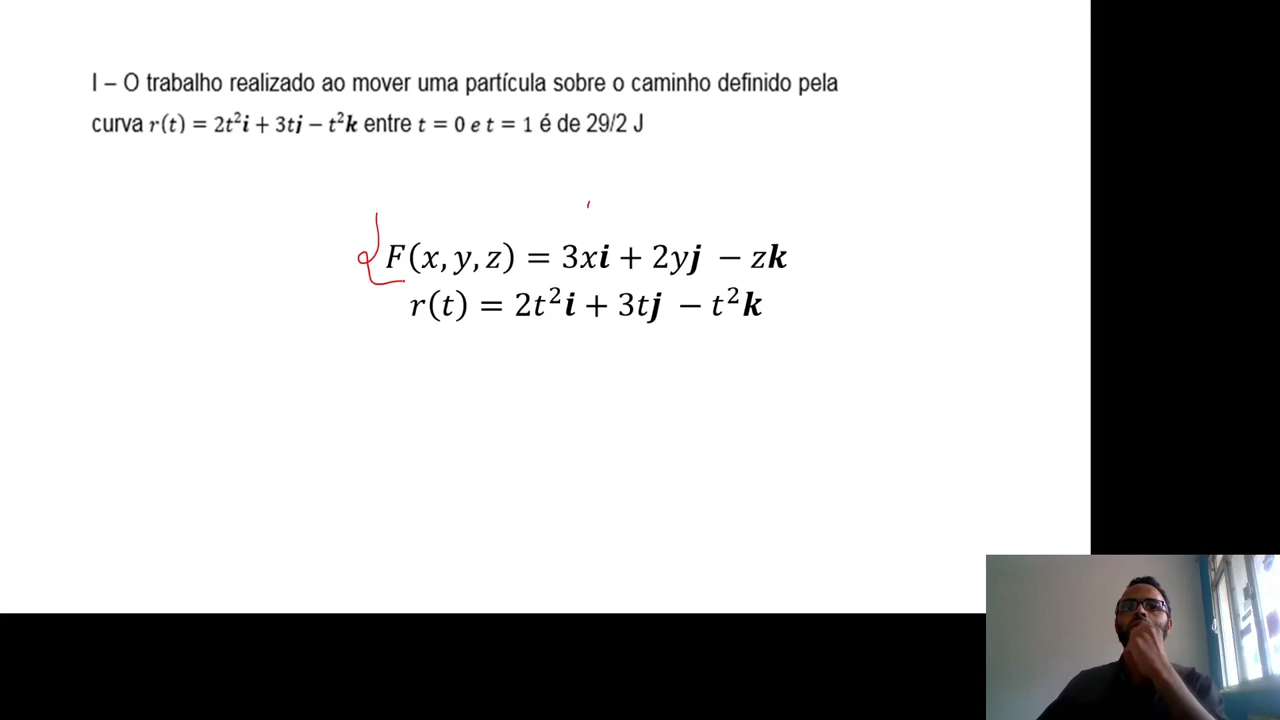 I – O trabalho realizado ao mover uma partícula sobre o caminho definido pela
curva r(t) = 2t²i + 3tj – t²k entre t = 0 e t = 1 é de 29/2 J
F(x, y, z) = 3xi + 2yj − zk
r(t) = 2t²i + 3tj − t²k